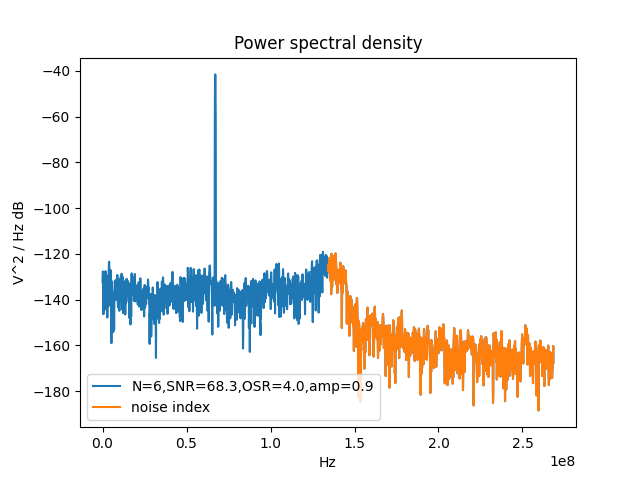 Power spectral density
V^2 / Hz dB
−40
−60
−80
−100
−120
−140
−160
−180
N=6,SNR=68.3,OSR=4.0,amp=0.9
noise index
0.0 0.5 1.0 1.5 2.0 2.5
Hz
1e8